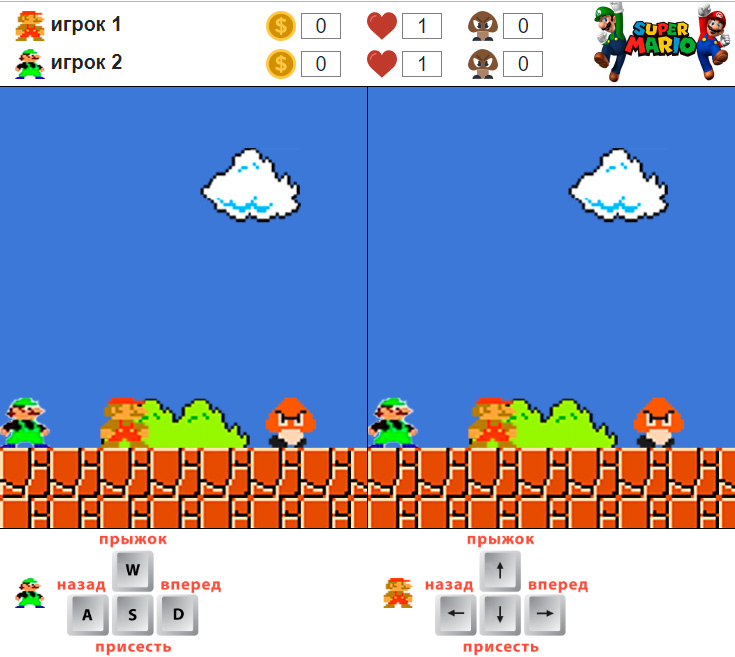 игрок 1 $ 0 1 0
игрок 2 $ 0 1 0
SUPER
MARIO
прыжок прыжок
W ↑
назад вперед назад вперед
A S D ← ↓ →
присесть присесть